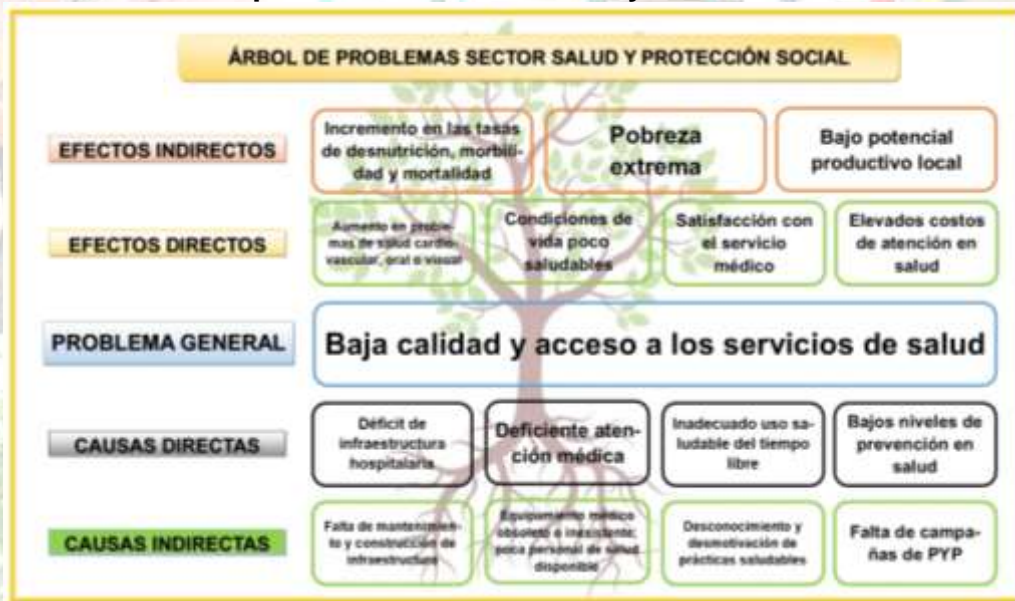 ÁRBOL DE PROBLEMAS SECTOR SALUD Y PROTECCIÓN SOCIAL
EFECTOS INDIRECTOS
Incremento en las tasas
de desnutrición, morbili-
dad y mortalidad
Pobreza
extrema
Bajo potencial
productivo local
EFECTOS DIRECTOS
Aumento en proble-
mas de salud cardio-
vascular, oral o visual
Condiciones de
vida poco
saludables
Satisfacción con
el servicio
médico
Elevados costos
de atención en
salud
PROBLEMA GENERAL
Baja calidad y acceso a los servicios de salud
CAUSAS DIRECTAS
Déficit de
infraestructura
hospitalaria
Deficiente aten-
ción médica
Inadecuado uso sa-
ludable del tiempo
libre
Bajos niveles de
prevención en
salud
CAUSAS INDIRECTAS
Falta de mantenimien-
to y construcción de
infraestructura
Equipamiento médico
obsoleto o inexistente;
poca personal de salud
disponible
Desconocimiento y
desmotivación de
prácticas saludables
Falta de campa-
ñas de PYP